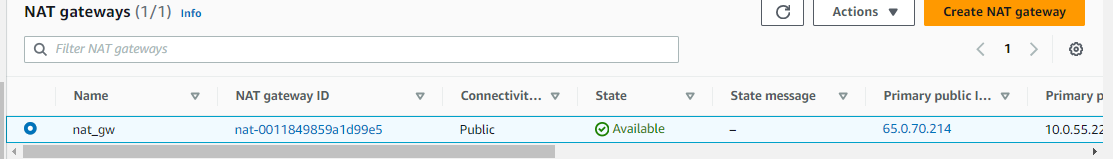 NAT gateways (1/1) Info
Actions ▼
Create NAT gateway
Filter NAT gateways
1
Name NAT gateway ID Connectivit... State State message Primary public I... Primary p
nat_gw nat-0011849859a1d99e5 Public Available – 65.0.70.214 10.0.55.22